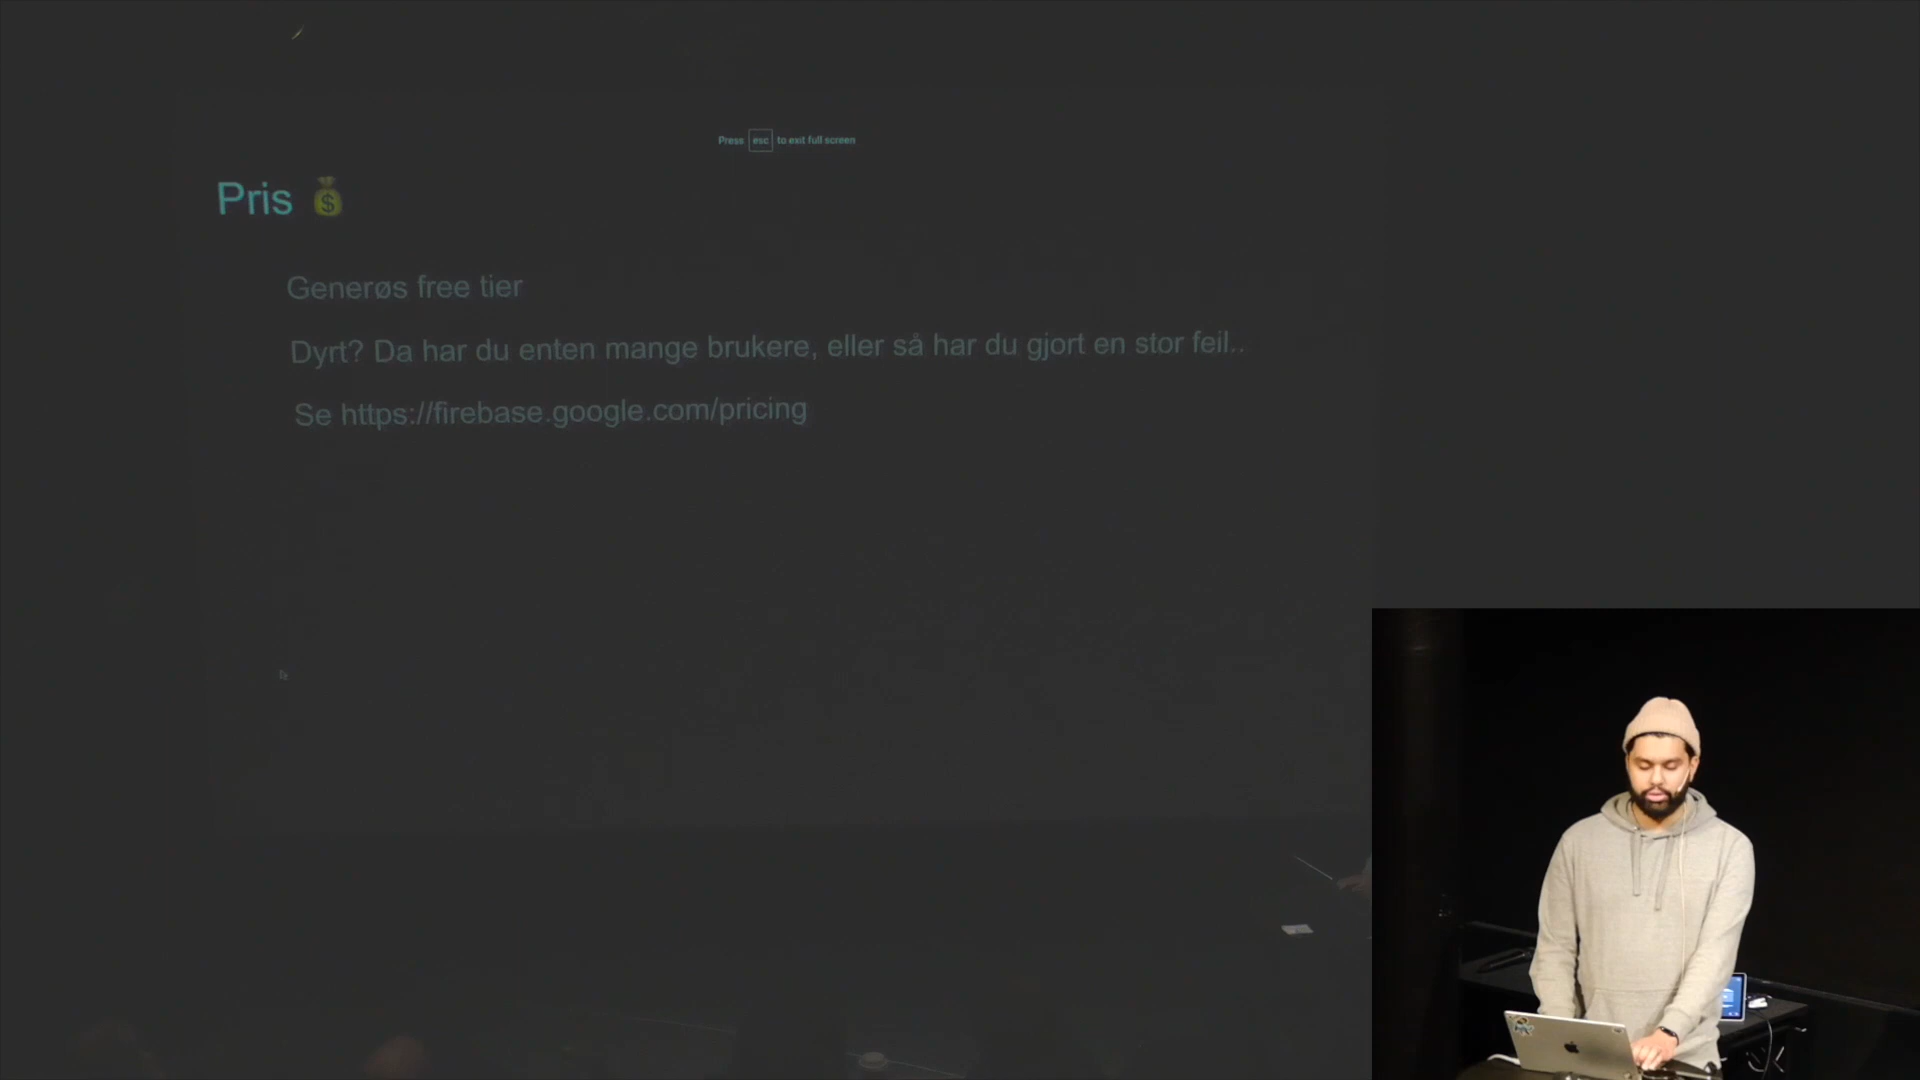 Press esc to exit full screen
Pris
Generøs free tier
Dyrt? Da har du enten mange brukere, eller så har du gjort en stor feil..
Se https://firebase.google.com/pricing